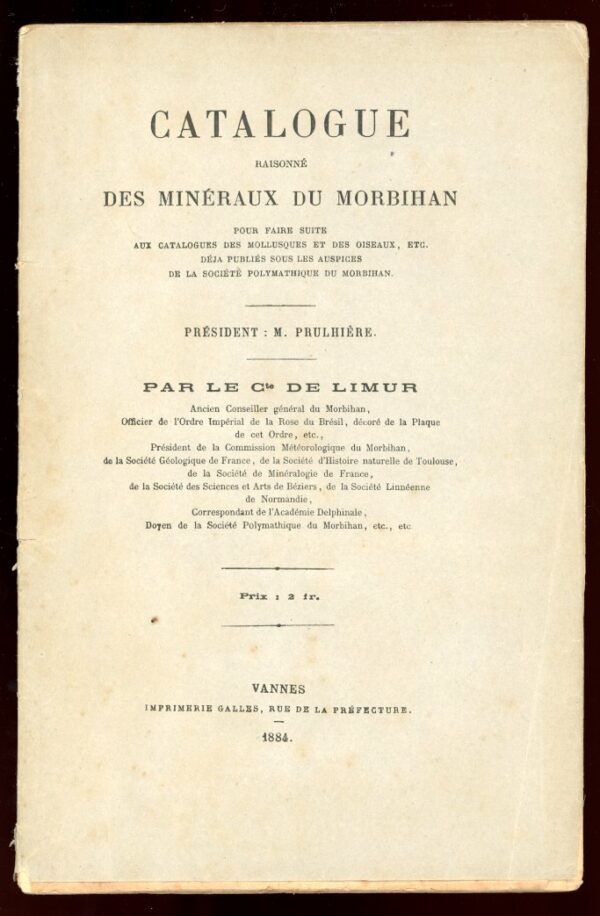 CATALOGUE
RAISONNÉ
DES MINÉRAUX DU MORBIHAN
POUR FAIRE SUITE
AUX CATALOGUES DES MOLLUSQUES ET DES OISEAUX, ETC.
DÉJA PUBLIÉS SOUS LES AUSPICES
DE LA SOCIÉTÉ POLYMATHIQUE DU MORBIHAN.
PRÉSIDENT : M. PRULHIÈRE.
PAR LE Cte DE LIMUR
Ancien Conseiller général du Morbihan,
Officier de l'Ordre Impérial de la Rose du Brésil, décoré de la Plaque
de cet Ordre, etc.,
Président de la Commission Météorologique du Morbihan,
de la Société Géologique de France, de la Société d'Histoire naturelle de Toulouse,
de la Société de Minéralogie de France,
de la Société des Sciences et Arts de Béziers, de la Société Linnéenne
de Normandie,
Correspondant de l'Académie Delphinale,
Doyen de la Société Polymathique du Morbihan, etc., etc
Prix : 2 fr.
VANNES
IMPRIMERIE GALLES, RUE DE LA PRÉFECTURE.
1884.